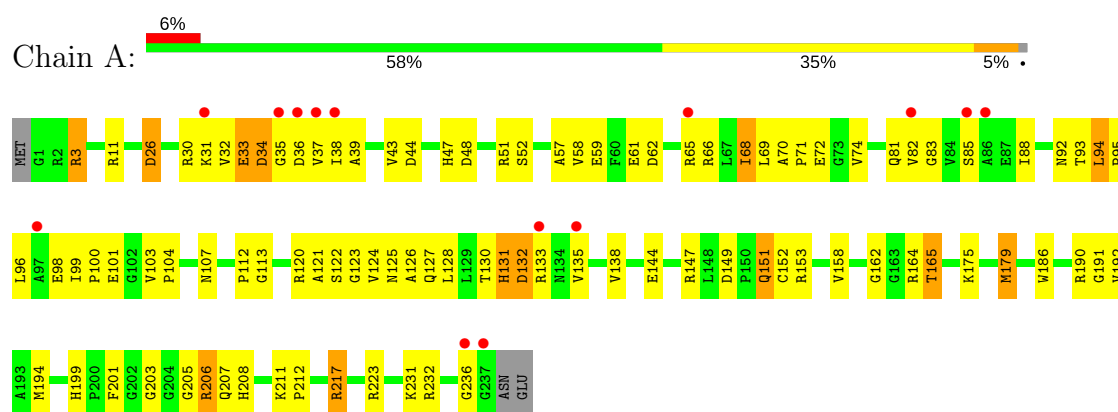 6%
Chain A:
58% 35% 5% •
MET G1 R2 R3 R11 D26 R30 K31 V32 E33 D34 G35 D36 V37 I38 A39 V43 D44 H47 D48 R51 S52 A57 V58 E59 F60 E61 D62 R65 R66 L67 I68 L69 A70 P71 E72 G73 V74 Q81 V82 G83 V84 S85 A86 E87 I88 N92 T93 L94
L96 A97 E98 I99 P100 E101 G102 V103 P104 N107 P112 G113 R120 A121 S122 G123 V124 N125 A126 Q127 L128 L129 T130 H131 D132 R133 N134 V135 V138 E144 R147 L148 D149 P150 Q151 C152 R153 V158 G162 G163 R164 T165 K175 M179 W186 R190 G191
A193 M194 H199 P200 F201 G202 G203 G204 G205 R206 Q207 H208 K211 P212 R217 R223 K231 R232 G236 G237 ASN GLU